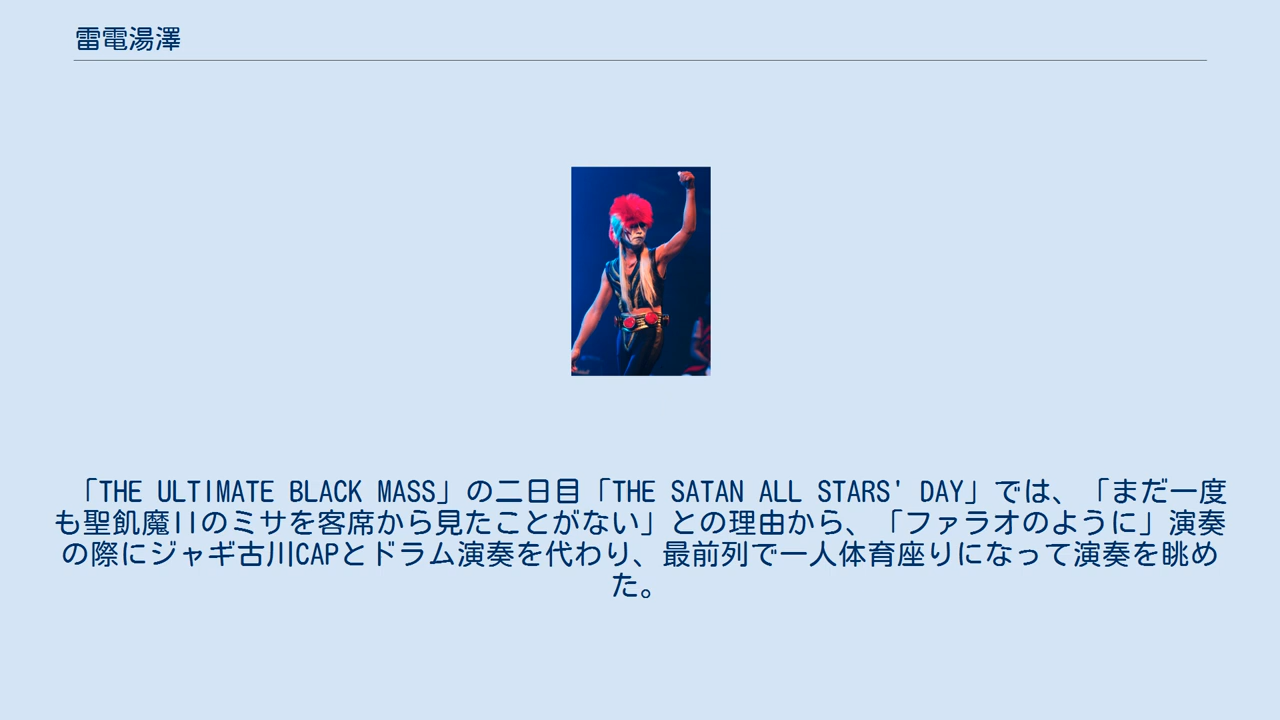 雷電湯澤
「THE ULTIMATE BLACK MASS」の二日目「THE SATAN ALL STARS' DAY」では、「まだ一度
も聖飢魔IIのミサを客席から見たことがない」との理由から、「ファラオのように」演奏
の際にジャギ古川CAPとドラム演奏を代わり、最前列で一人体育座りになって演奏を眺め
た。